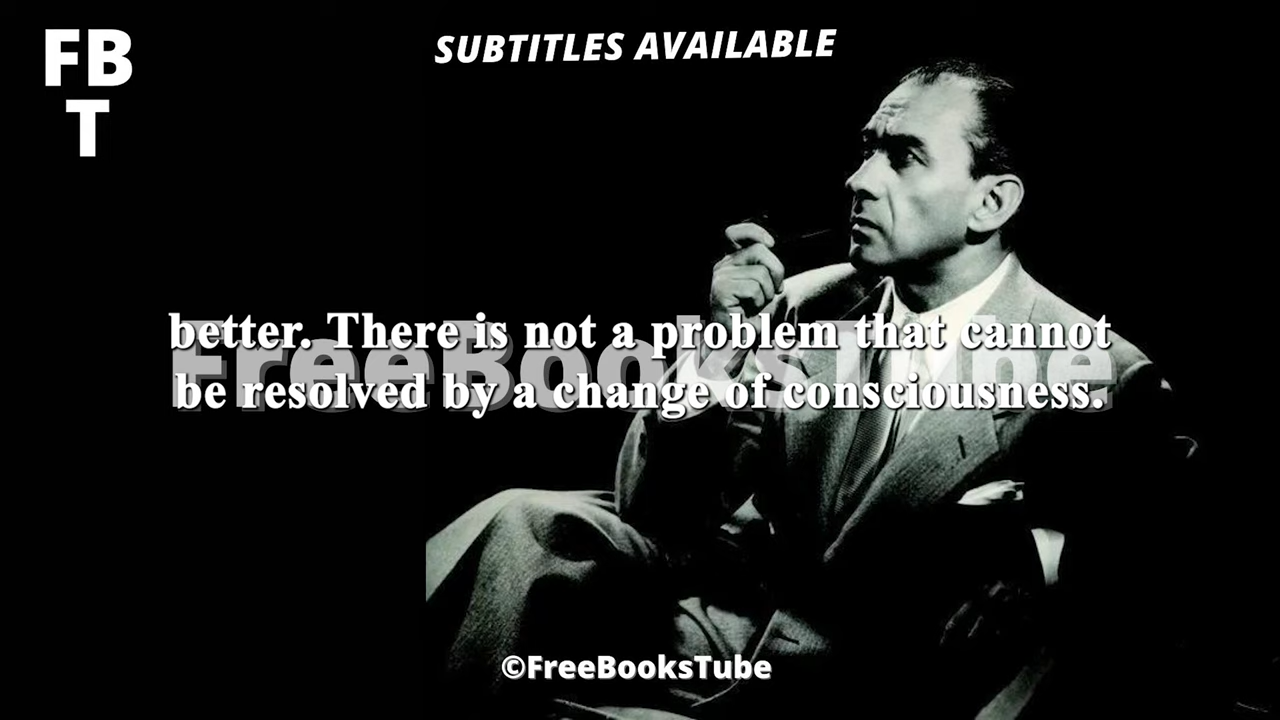 FB
T
SUBTITLES AVAILABLE
better. There is not a problem that cannot
be resolved by a change of consciousness.
FreeBooksTube
©FreeBooksTube